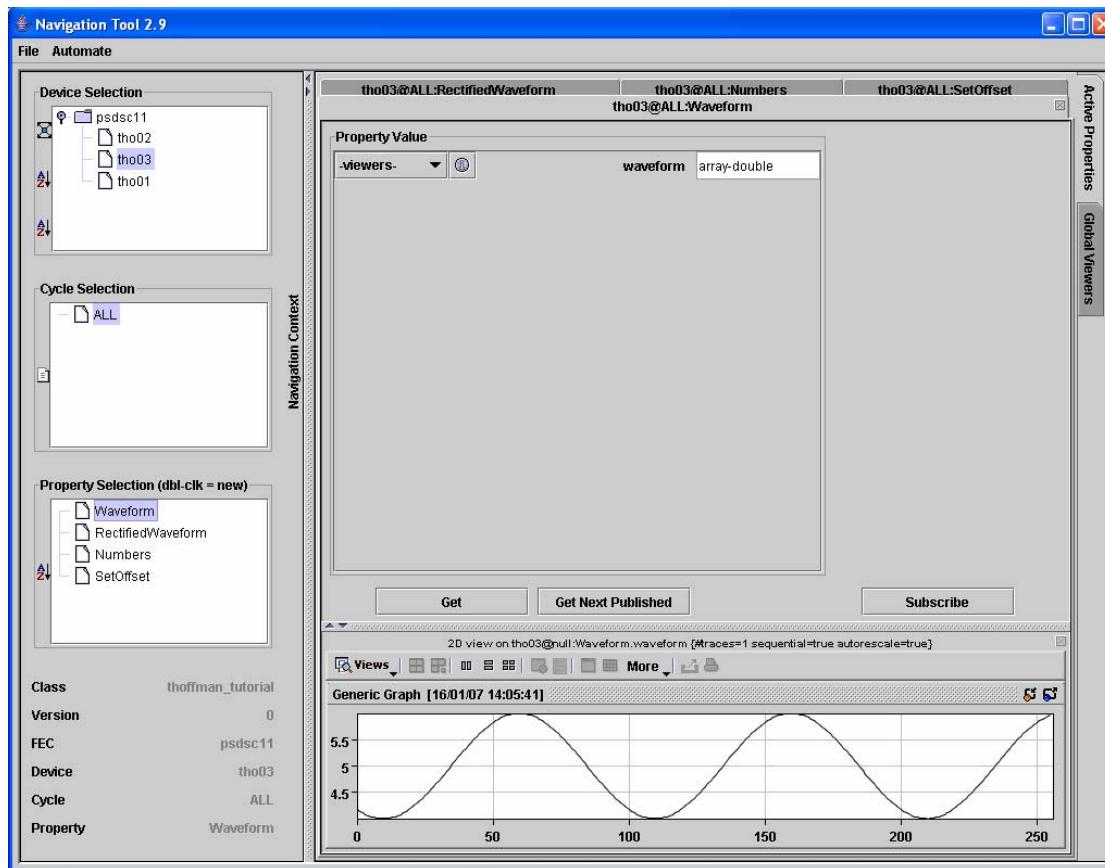 Navigation Tool 2.9
File Automate
Device Selection
psdsc11
tho02
tho03
tho01
Cycle Selection
ALL
Property Selection (dbl-clk = new)
Waveform
RectifiedWaveform
Numbers
SetOffset
Class thoffman_tutorial
Version 0
FEC psdsc11
Device tho03
Cycle ALL
Property Waveform
Navigation Context
tho03@ALL:RectifiedWaveform tho03@ALL:Numbers tho03@ALL:SetOffset
tho03@ALL:Waveform
Property Value
-viewers- waveform array-double
Get Get Next Published Subscribe
2D view on tho03@null:Waveform.waveform {#traces=1 sequential=true autorescale=true}
Views More
Generic Graph [16/01/07 14:05:41]
5.5
5
4.5
0 50 100 150 200 250
Active Properties
Global Viewers